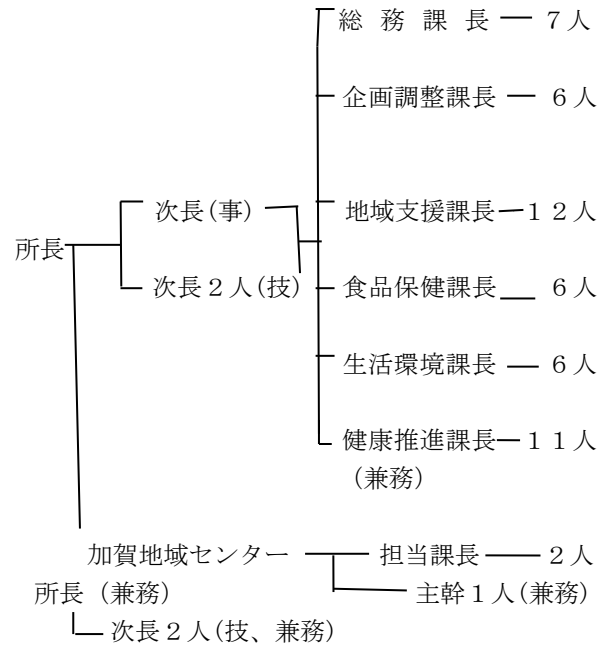 総務課長 7人
企画調整課長 6人
次長(事) 地域支援課長 12人
所長
次長2人(技) 食品保健課長 6人
生活環境課長 6人
健康推進課長 11人
(兼務)
加賀地域センター 担当課長 2人
所長(兼務) 主幹1人(兼務)
次長2人(技、兼務)